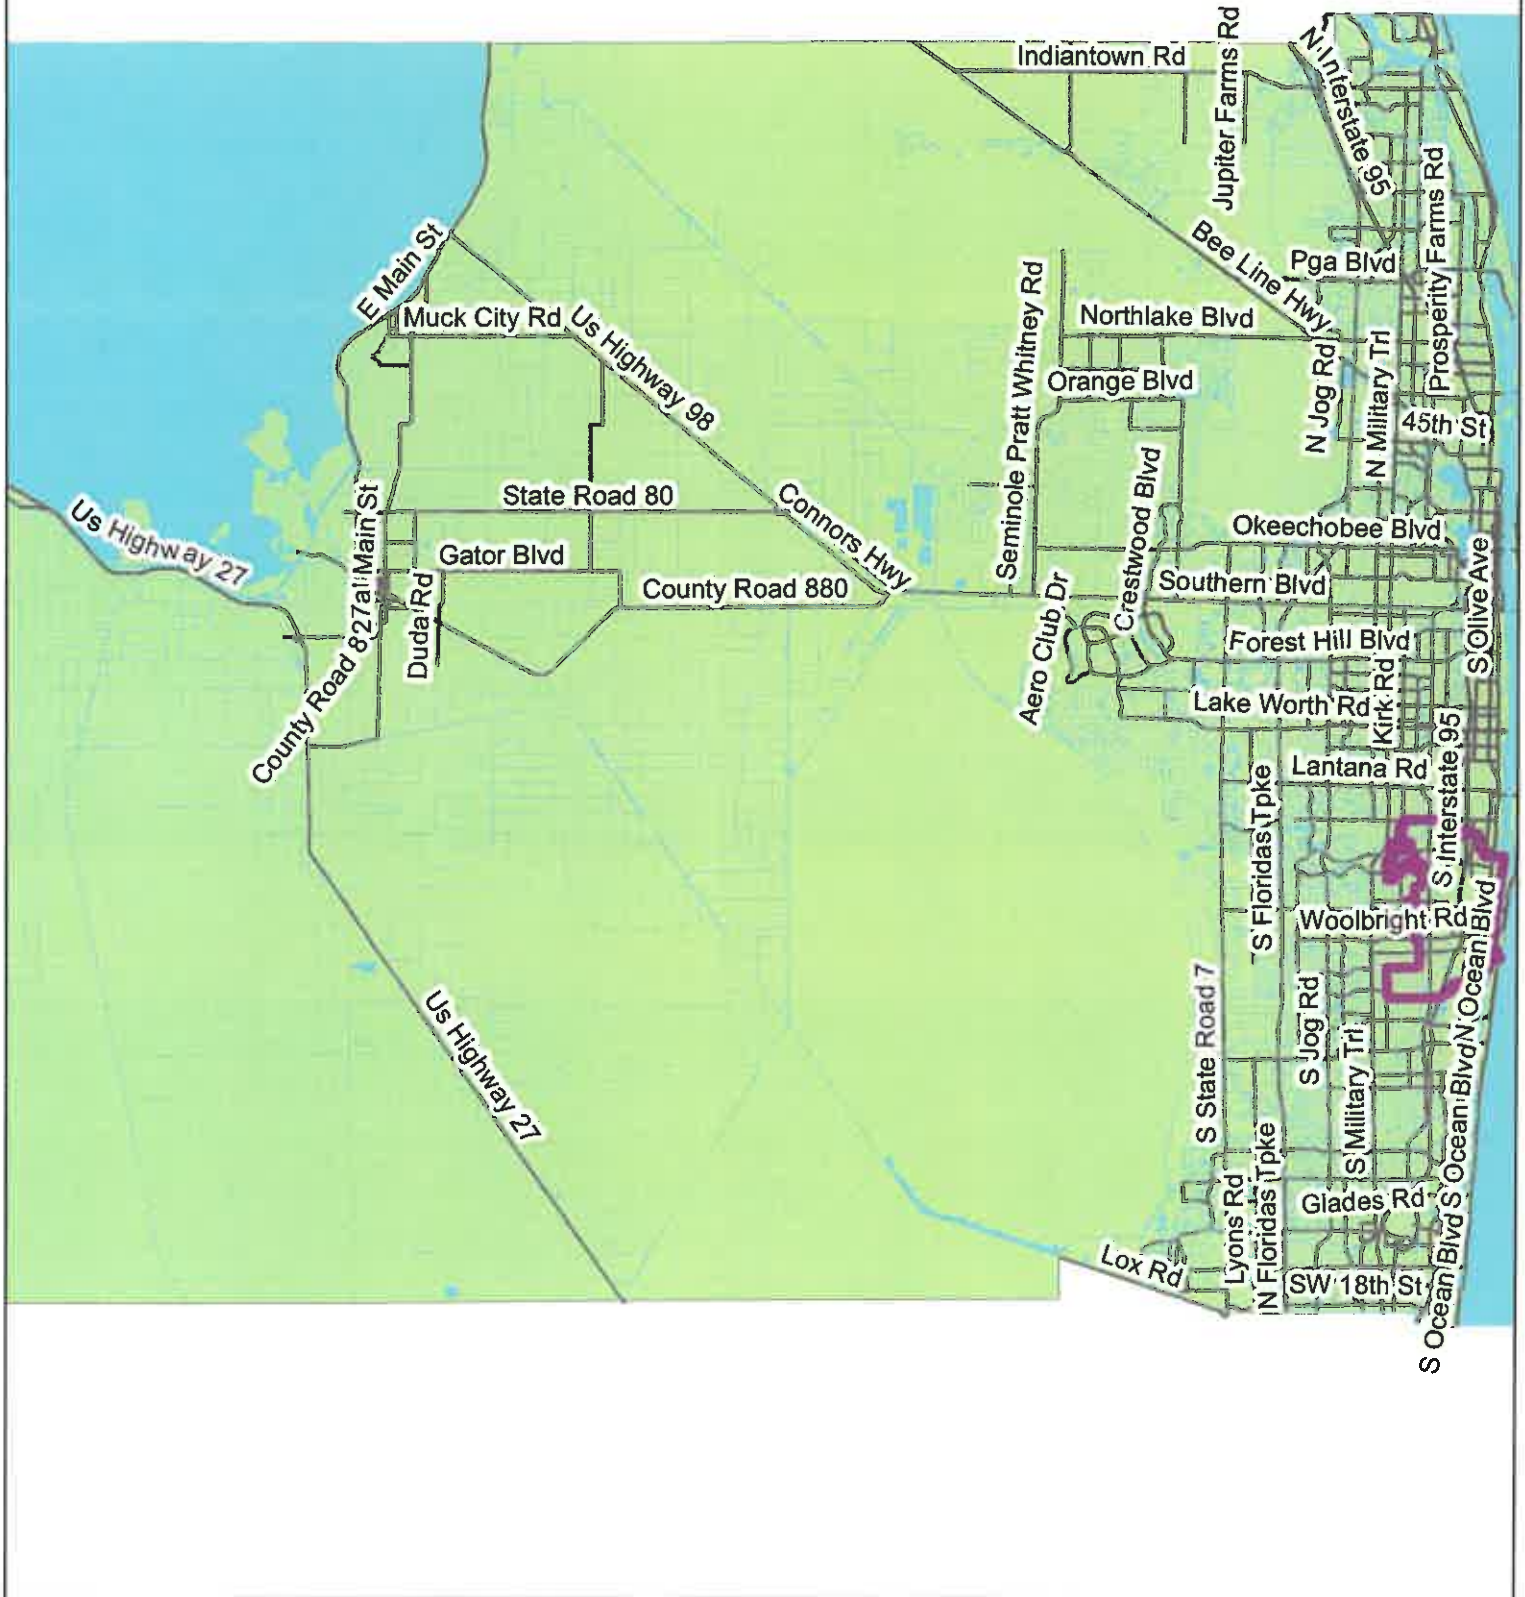 Indiantown Rd
Jupiter Farms Rd
N Interstate 95
Prosperity Farms Rd
E Main St
Muck City Rd
Us Highway 98
Seminole Pratt Whitney Rd
Bee Line Hwy
Pga Blvd
Northlake Blvd
Orange Blvd
N Jog Rd
N Military Trl
45th St
Us Highway 27
State Road 80
Connors Hwy
Crestwood Blvd
Okeechobee Blvd
Gator Blvd
County Road 880
Southern Blvd
S Olive Ave
County Road 827a
Main St
Duda Rd
Aero Club Dr
Forest Hill Blvd
Lake Worth Rd
Kirk Rd
Lantana Rd
S Interstate 95
S Floridas Tpke
Woolbright Rd
N Ocean Blvd
Us Highway 27
S State Road 7
S Jog Rd
S Military Trl
S Ocean Blvd
Lyons Rd
N Floridas Tpke
Glades Rd
Lox Rd
SW 18th St
S Ocean Blvd